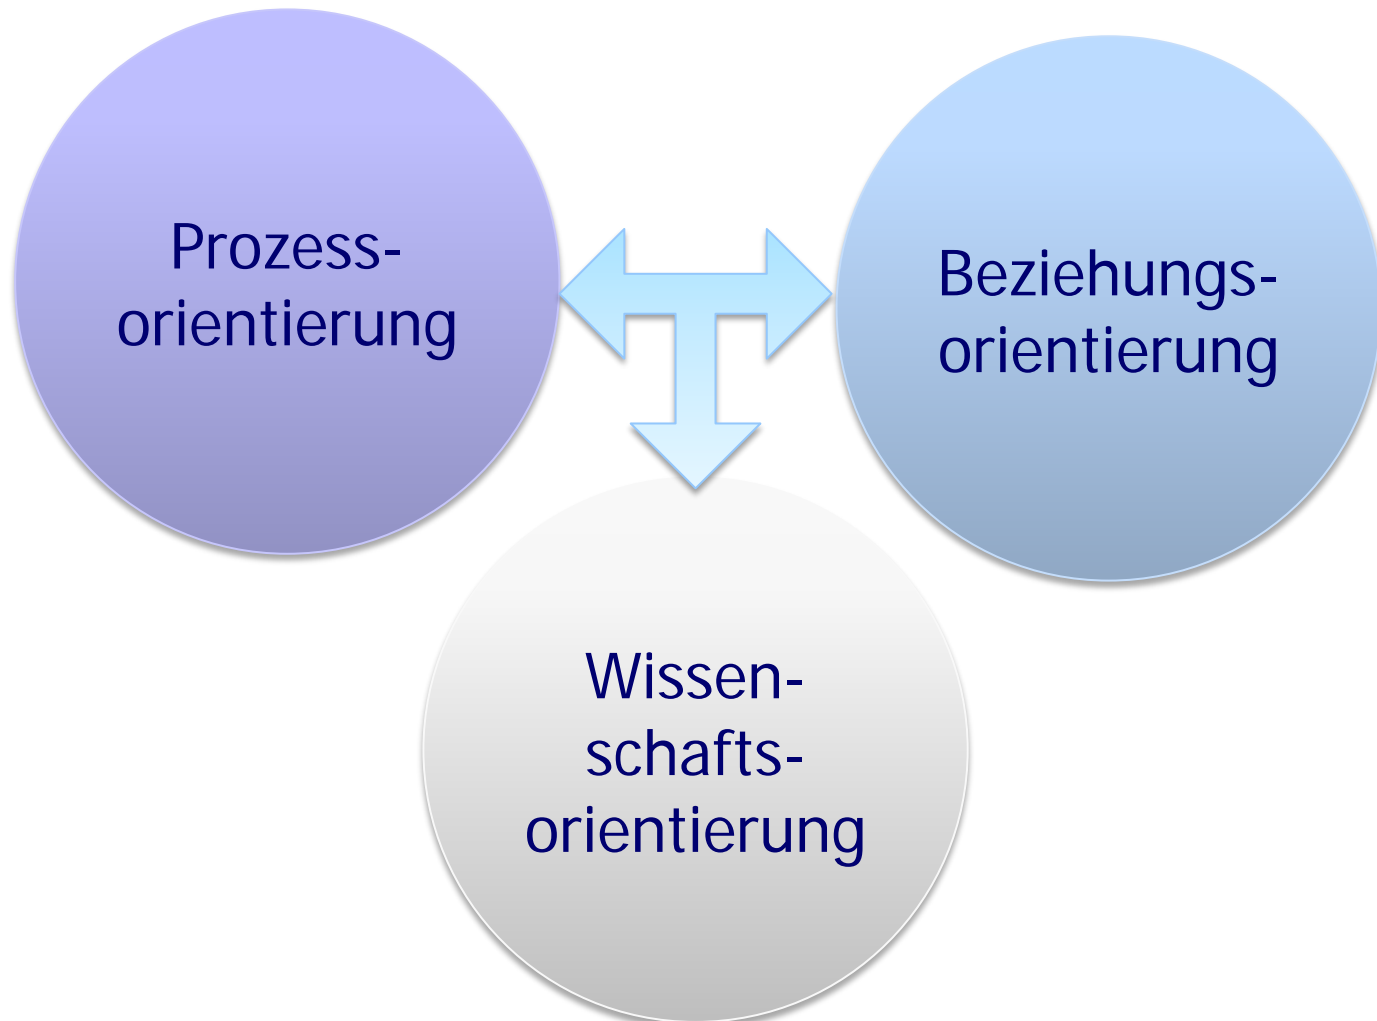 Prozess-
orientierung
Beziehungs-
orientierung
Wissen-
schafts-
orientierung